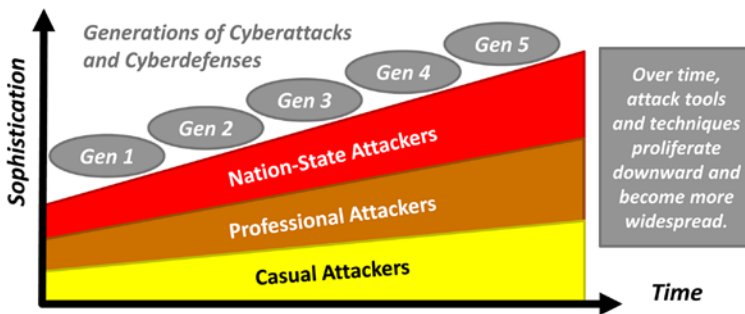 Generations of Cyberattacks
and Cyberdefenses
Gen 1
Gen 2
Gen 3
Gen 4
Gen 5
Sophistication
Nation-State Attackers
Professional Attackers
Casual Attackers
Time
Over time,
attack tools
and techniques
proliferate
downward and
become more
widespread.